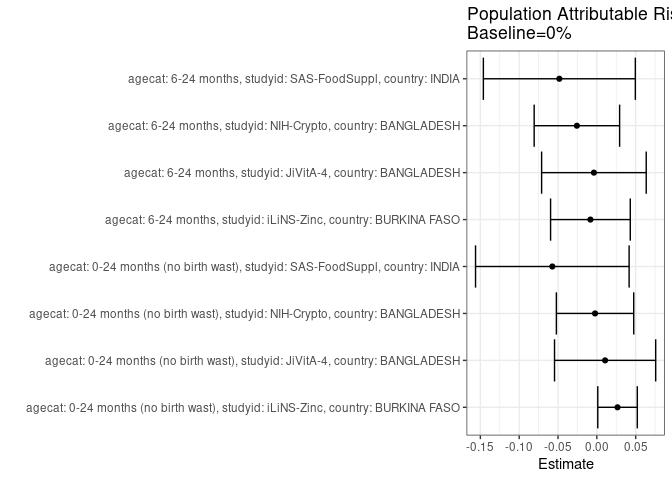 Population Attributable Ris
Baseline=0%
agecat: 6-24 months, studyid: SAS-FoodSuppl, country: INDIA
agecat: 6-24 months, studyid: NIH-Crypto, country: BANGLADESH
agecat: 6-24 months, studyid: JiVitA-4, country: BANGLADESH
agecat: 6-24 months, studyid: iLiNS-Zinc, country: BURKINA FASO
agecat: 0-24 months (no birth wast), studyid: SAS-FoodSuppl, country: INDIA
agecat: 0-24 months (no birth wast), studyid: NIH-Crypto, country: BANGLADESH
agecat: 0-24 months (no birth wast), studyid: JiVitA-4, country: BANGLADESH
agecat: 0-24 months (no birth wast), studyid: iLiNS-Zinc, country: BURKINA FASO
-0.15 -0.10 -0.05 0.00 0.05
Estimate